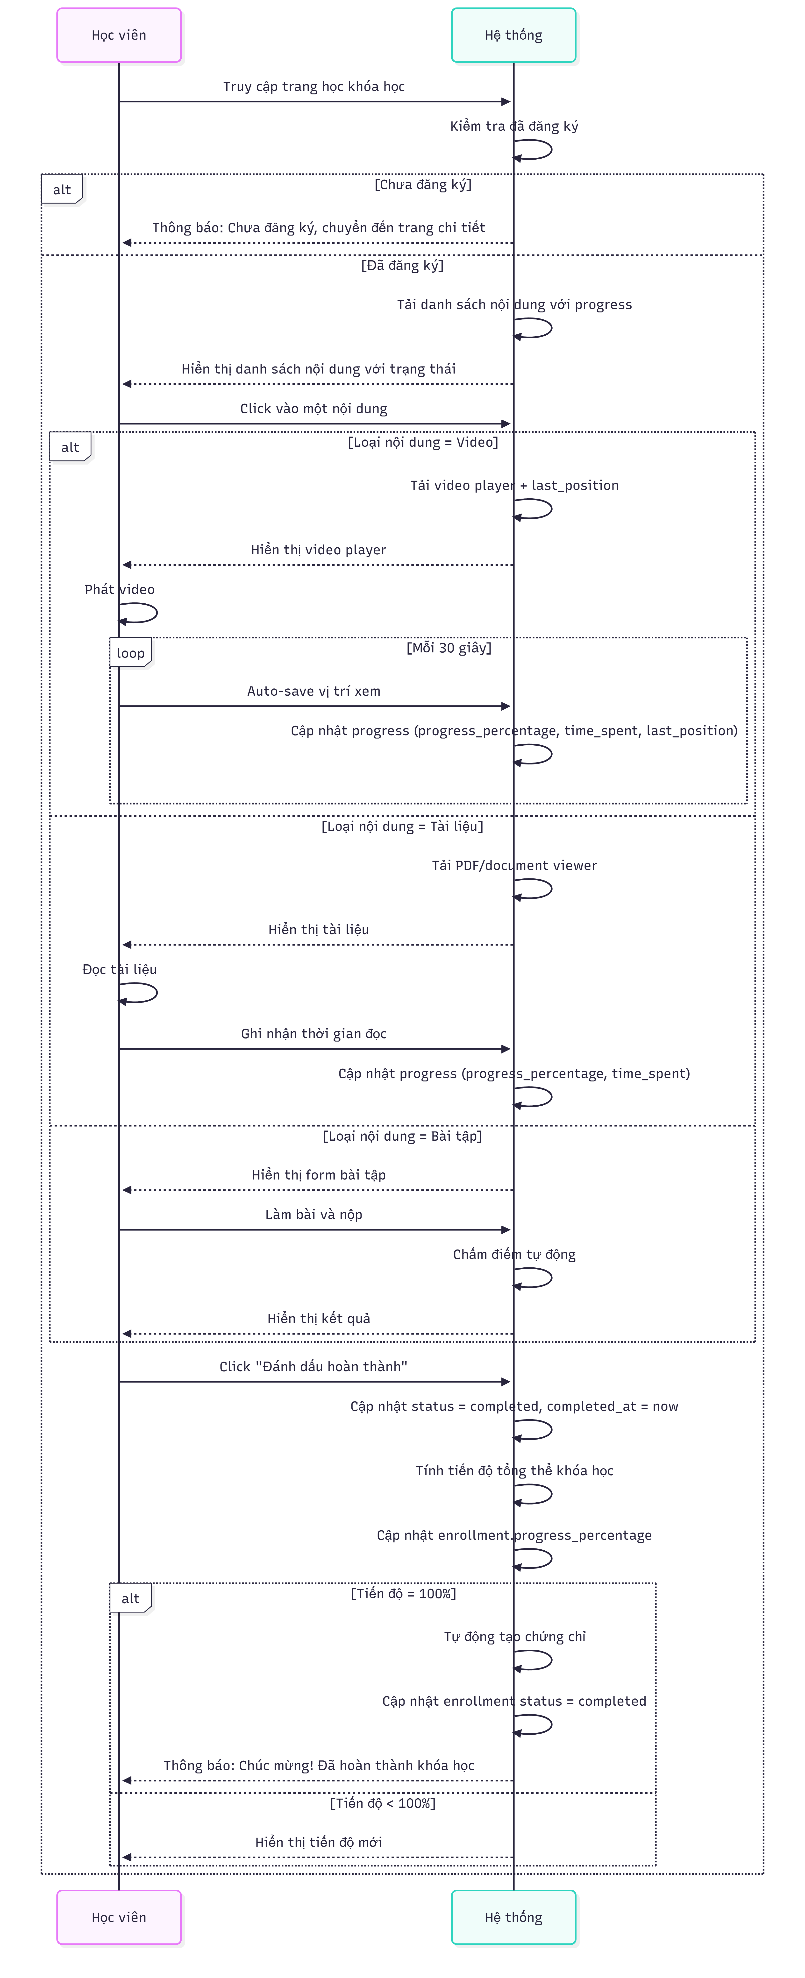 Học viên
Hệ thống
Truy cập trang học khóa học
Kiểm tra đã đăng ký
alt
[Chưa đăng ký]
Thông báo: Chưa đăng ký, chuyển đến trang chi tiết
[Đã đăng ký]
Tải danh sách nội dung với progress
Hiển thị danh sách nội dung với trạng thái
Click vào một nội dung
alt
[Loại nội dung = Video]
Tải video player + last_position
Hiển thị video player
Phát video
loop
[Mỗi 30 giây]
Auto-save vị trí xem
Cập nhật progress (progress_percentage, time_spent, last_position)
[Loại nội dung = Tài liệu]
Tải PDF/document viewer
Hiển thị tài liệu
Đọc tài liệu
Ghi nhận thời gian đọc
Cập nhật progress (progress_percentage, time_spent)
[Loại nội dung = Bài tập]
Hiển thị form bài tập
Làm bài và nộp
Chấm điểm tự động
Hiển thị kết quả
Click "Đánh dấu hoàn thành"
Cập nhật status = completed, completed_at = now
Tính tiến độ tổng thể khóa học
Cập nhật enrollment.progress_percentage
alt
[Tiến độ = 100%]
Tự động tạo chứng chỉ
Cập nhật enrollment status = completed
Thông báo: Chúc mừng! Đã hoàn thành khóa học
[Tiến độ < 100%]
Hiển thị tiến độ mới
Học viên
Hệ thống